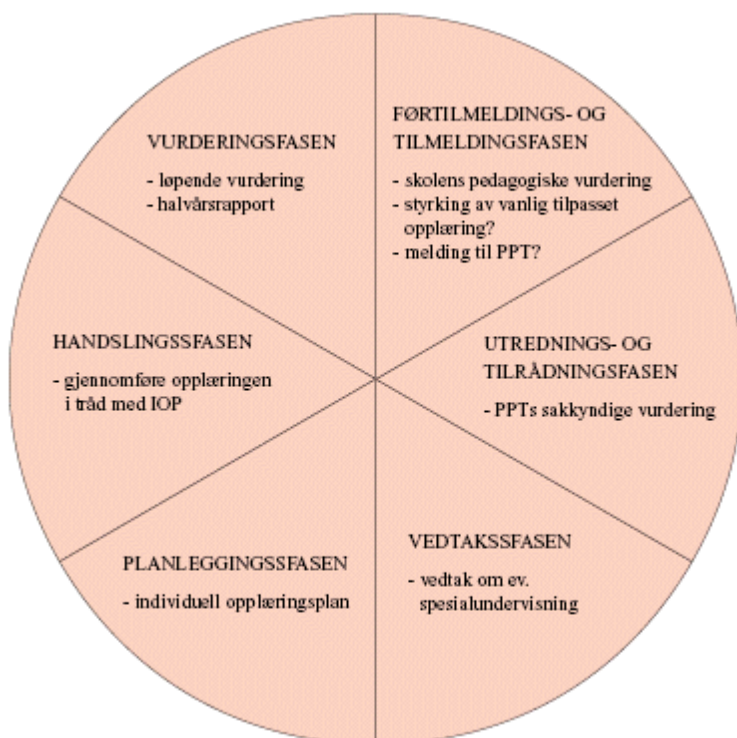 FØRTILMELDINGS- OG
TILMELDINGSFASEN
- skolens pedagogiske vurdering
- styrking av vanlig tilpasset
opplæring?
- melding til PPT?
UTREDNINGS- OG
TILRÅDNINGSFASEN
- PPTs sakkyndige vurdering
VEDTAKSSFASEN
- vedtak om ev.
spesialundervisning
PLANLEGGINGSSFASEN
- individuell opplæringsplan
HANDSLINGSSFASEN
- gjennomføre opplæringen
i tråd med IOP
VURDERINGSFASEN
- løpende vurdering
- halvårsrapport